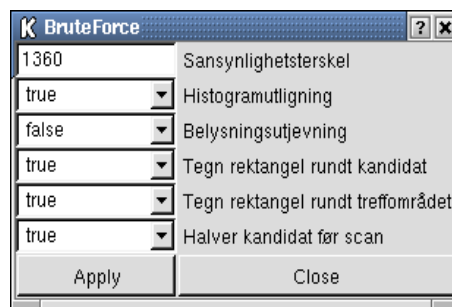 BruteForce
1360 Sansynlighetsterskel
true Histogramutligning
false Belysningsutjevning
true Tegn rektangel rundt kandidat
true Tegn rektangel rundt treffområdet
true Halver kandidat før scan
Apply Close